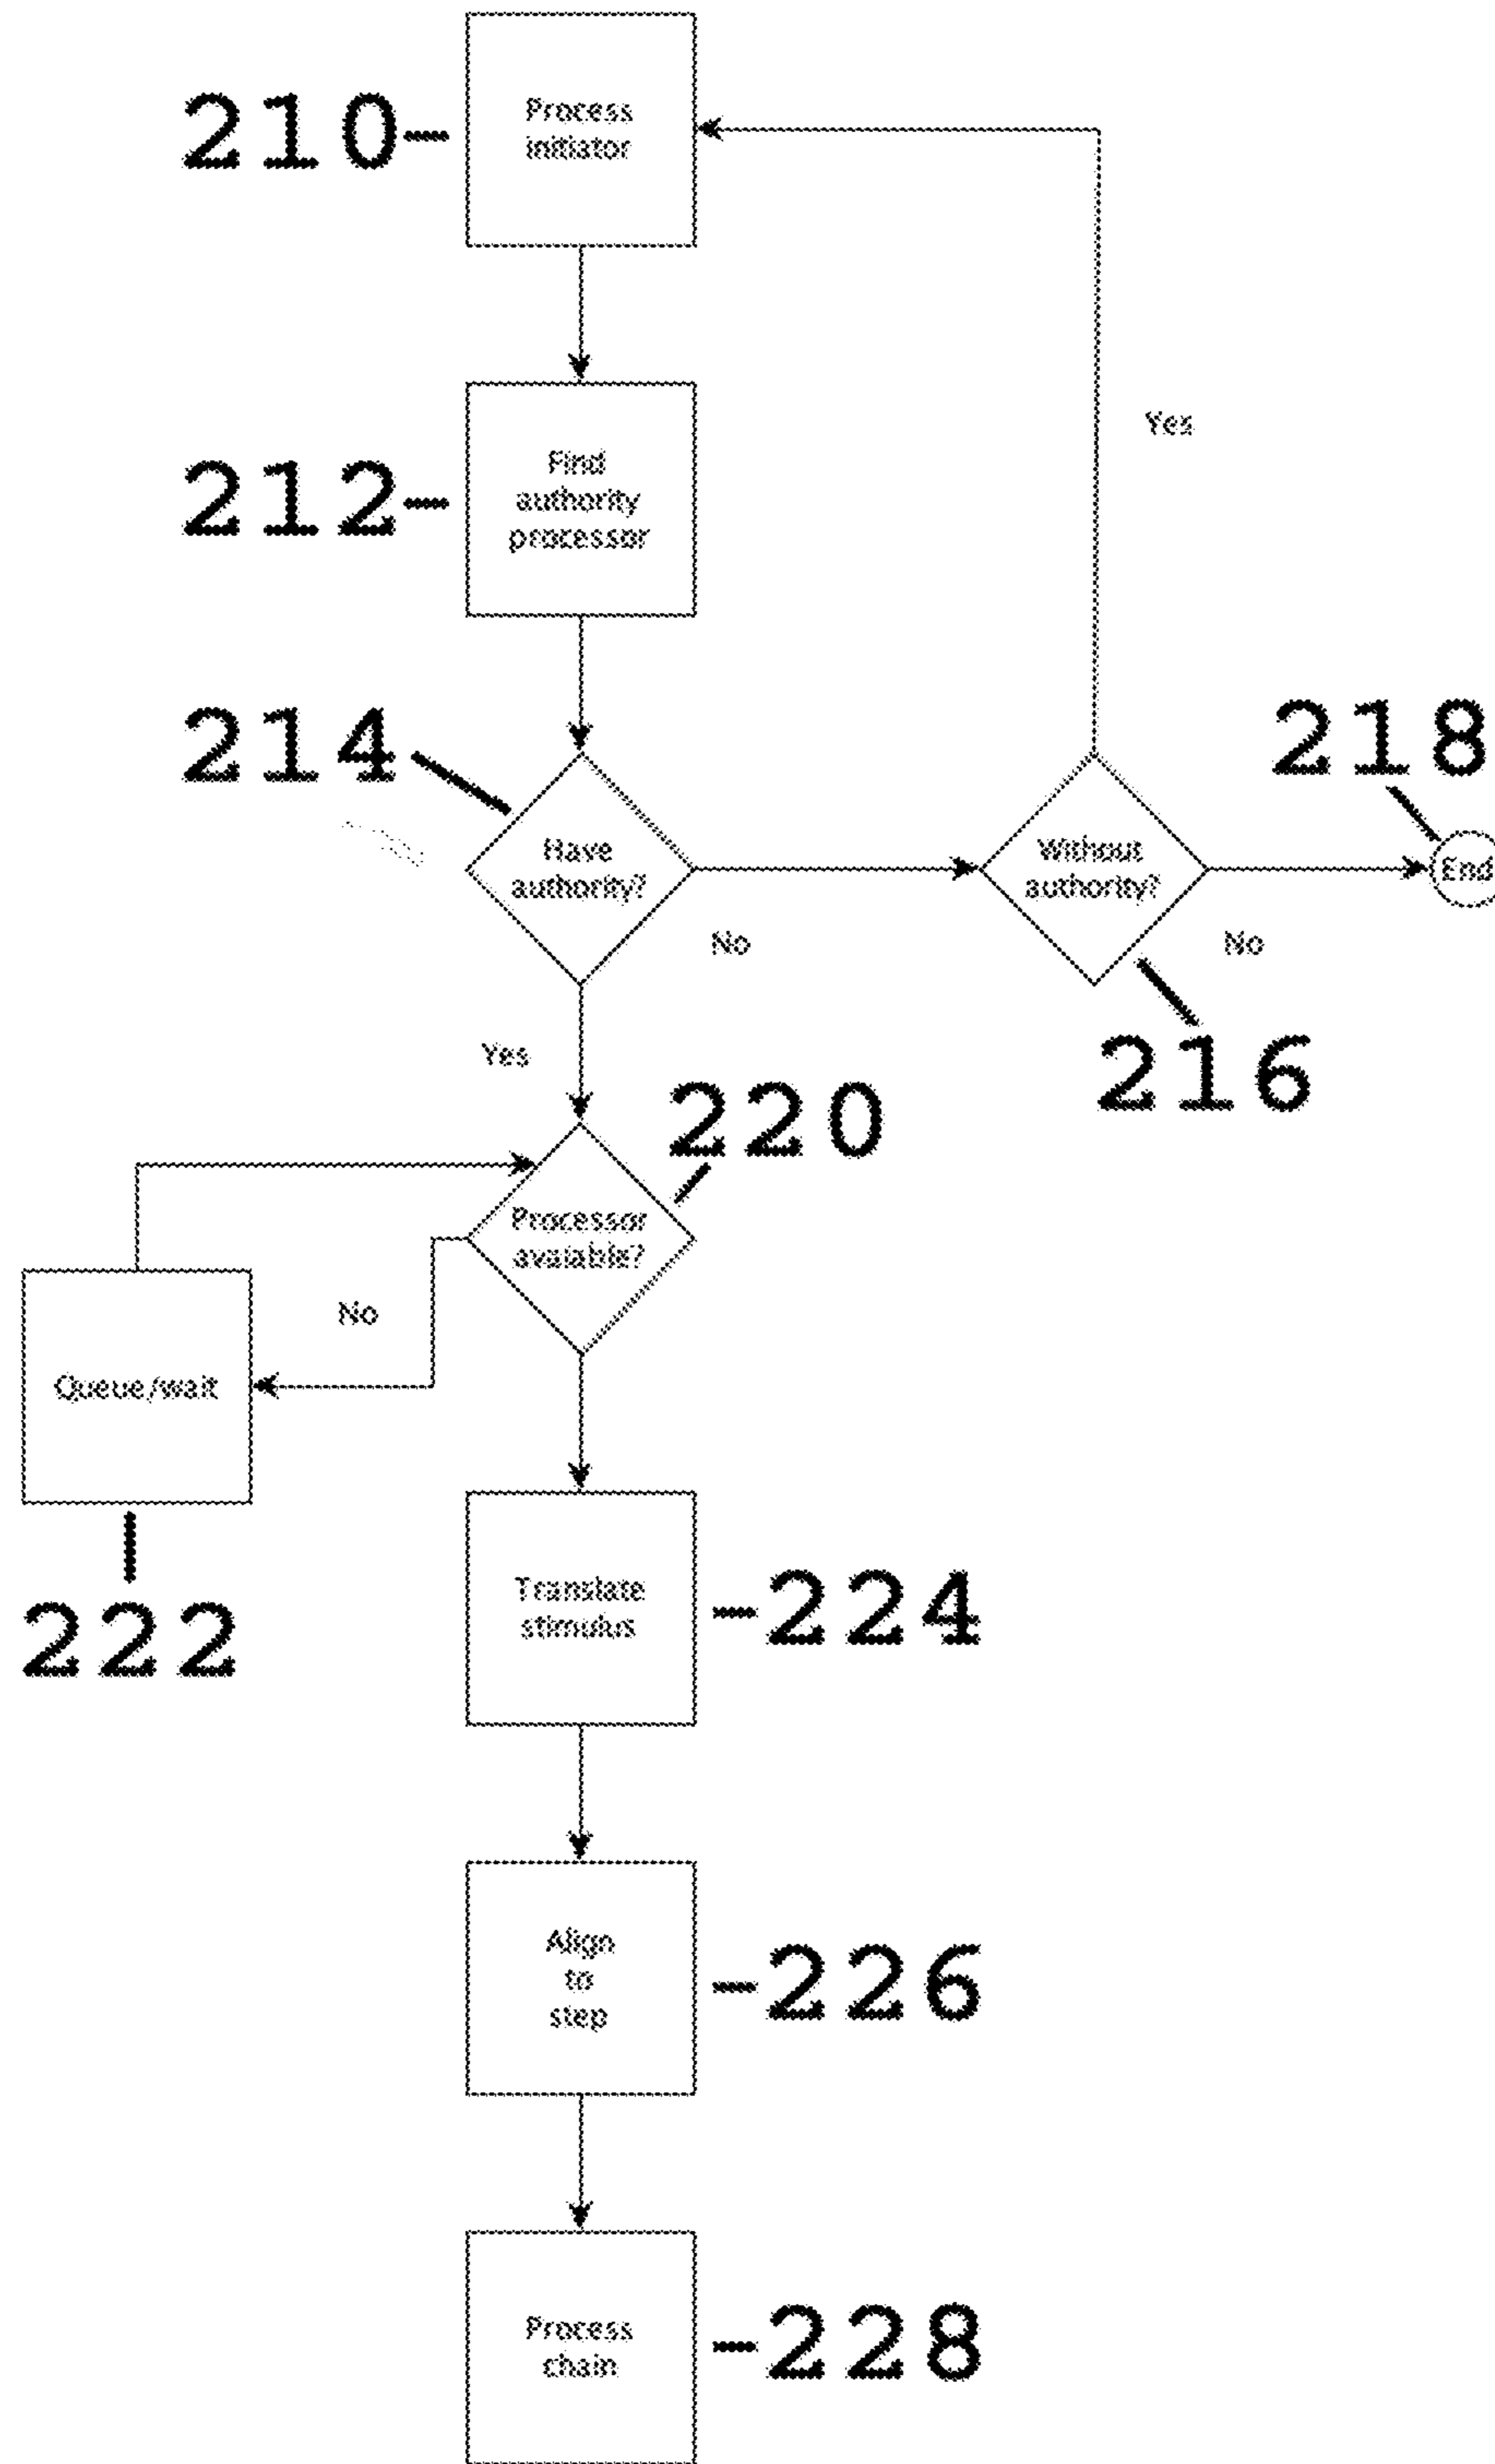 210
Process
initiator
212
Find
authority
processor
Yes
214
Have
authority?
No
Without
authority?
No
218
End
216
Yes
220
Processor
avaiable?
No
Queue/wait
222
Translate
stimulus
224
Align
to
step
226
Process
chain
228